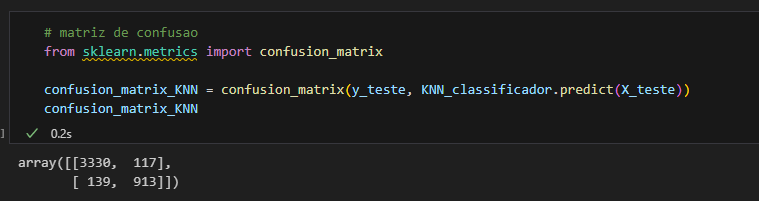 # matriz de confusao
from sklearn.metrics import confusion_matrix
confusion_matrix_KNN = confusion_matrix(y_teste, KNN_classificador.predict(X_teste))
confusion_matrix_KNN
] ✓ 0.2s
array([[3330,  117],
       [ 139,  913]])